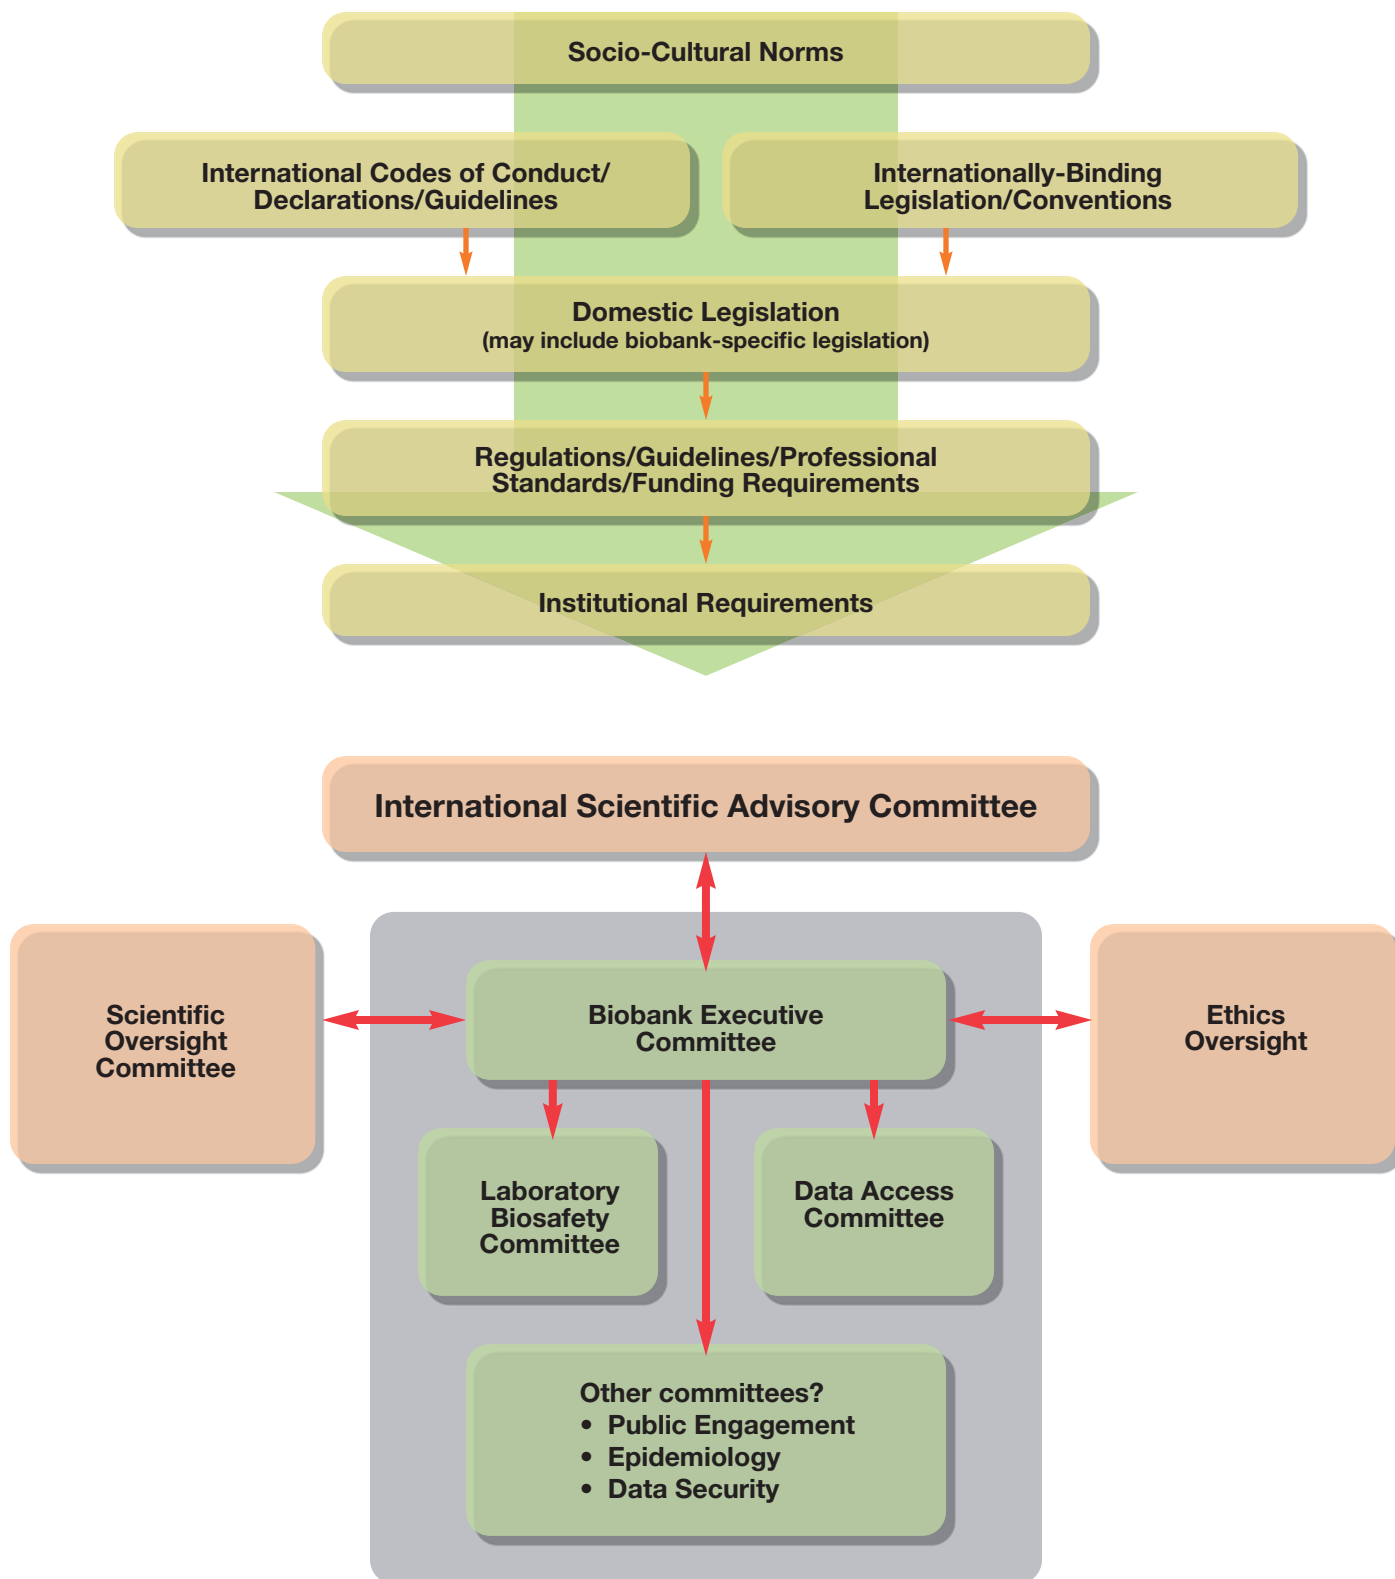 Socio-Cultural Norms
International Codes of Conduct/
Declarations/Guidelines
Internationally-Binding
Legislation/Conventions
Domestic Legislation
(may include biobank-specific legislation)
Regulations/Guidelines/Professional
Standards/Funding Requirements
Institutional Requirements
International Scientific Advisory Committee
Scientific
Oversight
Committee
Biobank Executive
Committee
Ethics
Oversight
Laboratory
Biosafety
Committee
Data Access
Committee
Other committees?
• Public Engagement
• Epidemiology
• Data Security